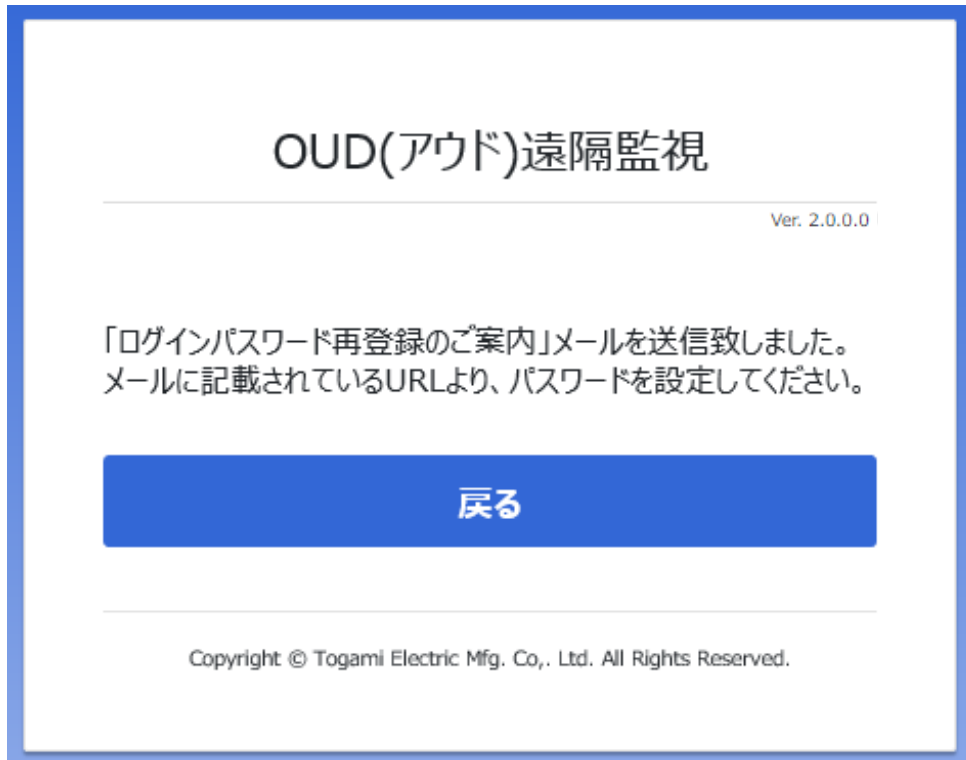 OUD(アウド)遠隔監視
Ver. 2.0.0.0
「ログインパスワード再登録のご案内」メールを送信致しました。
メールに記載されているURLより、パスワードを設定してください。
戻る
Copyright © Togami Electric Mfg. Co,. Ltd. All Rights Reserved.